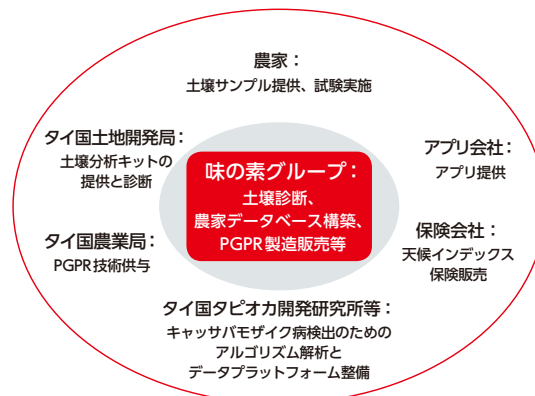 農家：
土壌サンプル提供、試験実施
タイ国土地開発局：
土壌分析キットの
提供と診断
アプリ会社：
アプリ提供
味の素グループ：
土壌診断、
農家データベース構築、
PGPR製造販売等
タイ国農業局：
PGPR技術供与
保険会社：
天候インデックス
保険販売
タイ国タピオカ開発研究所等：
キャッサバモザイク病検出のための
アルゴリズム解析と
データプラットフォーム整備